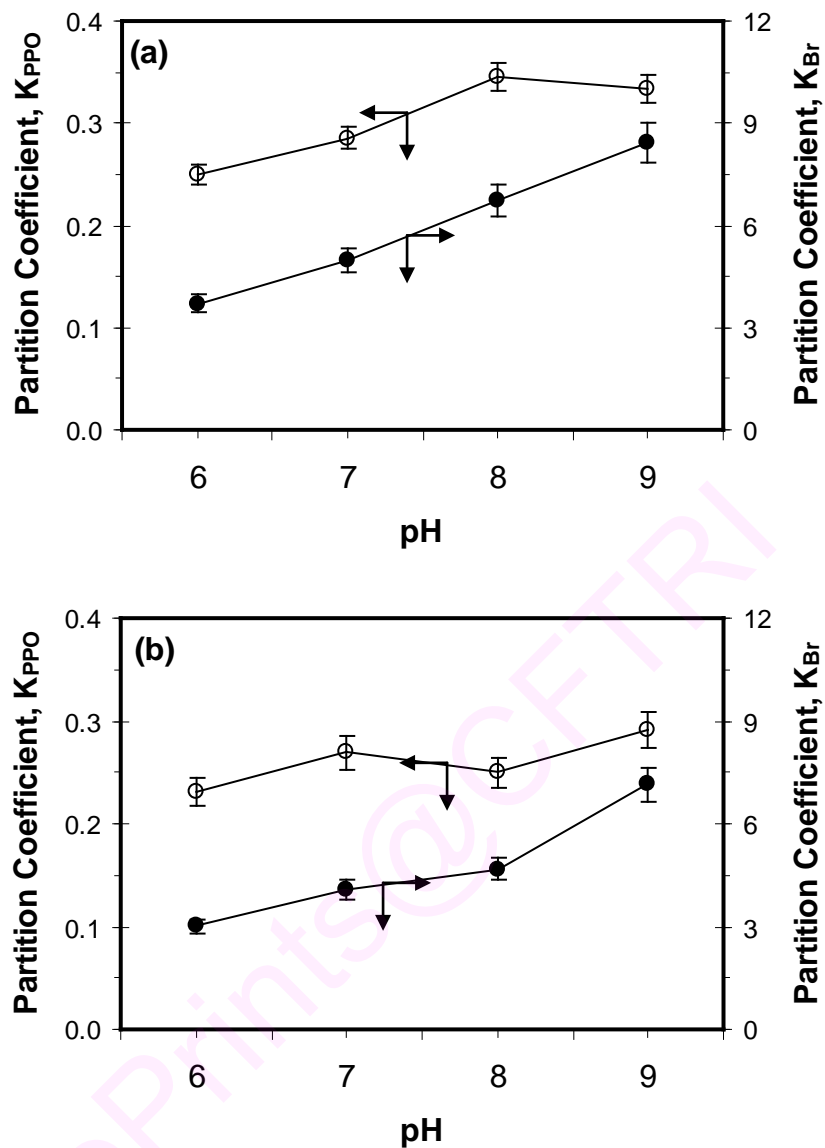 (a)
Partition Coefficient, KPPO
0.4
0.3
0.2
0.1
0.0
12
9
6
3
0
Partition Coefficient, KBr
6 7 8 9
pH
(b)
Partition Coefficient, KPPO
0.4
0.3
0.2
0.1
0.0
12
9
6
3
0
Partition Coefficient, KBr
6 7 8 9
pH
Prints@CFTRI